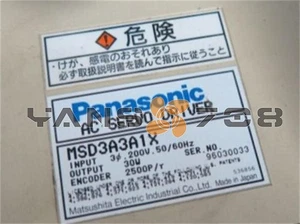 危険
・けが、感電のおそれあり
必ず取扱説明書を読んで指示に従うこと
Panasonic
AC SERVO DRIVER
MSD3A3A1X
INPUT 3ø, 200V, 50/60Hz
OUTPUT 30W SER.NO.
ENCODER 2500P/r 96030033
PATENTS
Matsushita Electric Industrial Co., Ltd. Made in Japan